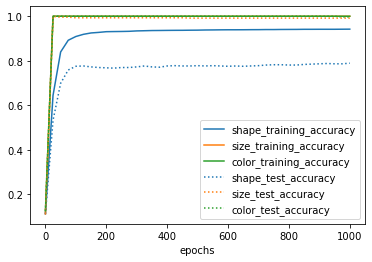 1.0
0.8
0.6
0.4
0.2
shape_training_accuracy
size_training_accuracy
color_training_accuracy
shape_test_accuracy
size_test_accuracy
color_test_accuracy
0 200 400 600 800 1000
epochs